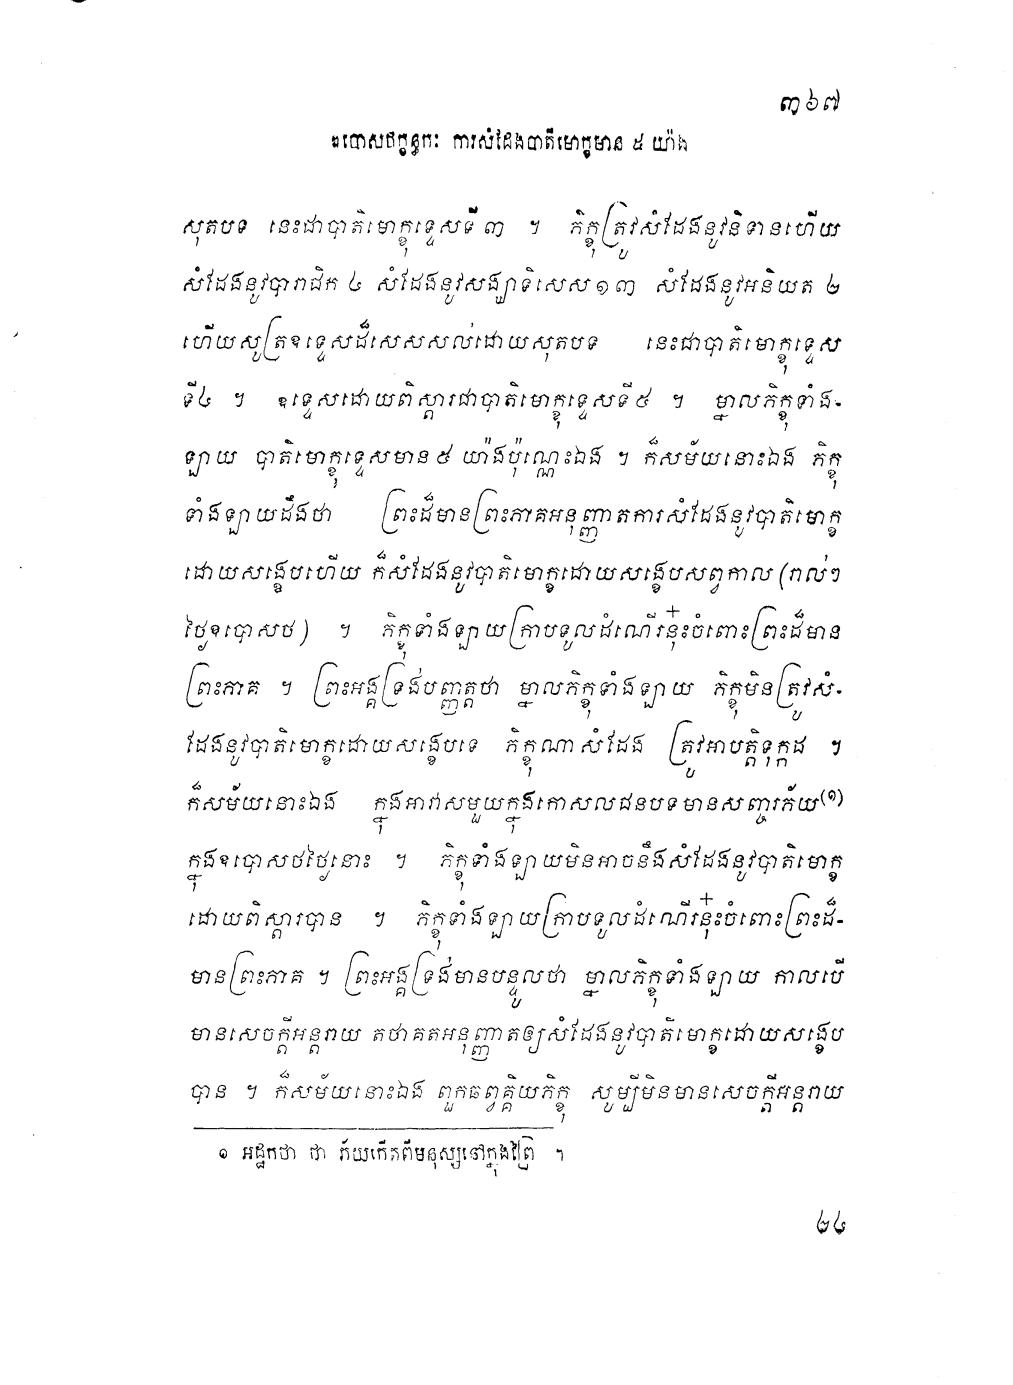 ៣៦៧
ឧបោសថក្ខន្ធកៈ ការសំដែងបាតិមោក្ខមាន ៥ យ៉ាង
សុតបទ នេះជាបាតិមោក្ខុទ្ទេសទី៣ ។ ភិក្ខុត្រូវសំដែងនូវនិទានហើយ
សំដែងនូវបារាជិក ៤ សំដែងនូវសង្ឃាទិសេស ១៣ សំដែងនូវអនិយត ២
ហើយសូត្រឧទ្ទេសដ៏សេសសល់ដោយសុតបទ នេះជាបាតិមោក្ខុទ្ទេស
ទី៤ ។ ឧទ្ទេសដោយពិស្តារជាបាតិមោក្ខុទ្ទេសទី៥ ។ ម្នាលភិក្ខុទាំង-
ឡាយ បាតិមោក្ខុទ្ទេសមាន ៥ យ៉ាងប៉ុណ្ណេះឯង ។ ក៏សម័យនោះឯង ភិក្ខុ
ទាំងឡាយដឹងថា ព្រះដ៏មានព្រះភាគអនុញ្ញាតការសំដែងនូវបាតិមោក្ខ
ដោយសង្ខេបហើយ ក៏សំដែងនូវបាតិមោក្ខដោយសង្ខេបសព្វកាល (រាល់ៗ
ថ្ងៃឧបោសថ) ។ ភិក្ខុទាំងឡាយក្រាបទូលដំណើរនុ៎ះចំពោះព្រះដ៏មាន
ព្រះភាគ ។ ព្រះអង្គទ្រង់បញ្ញត្តថា ម្នាលភិក្ខុទាំងឡាយ ភិក្ខុមិនត្រូវសំ-
ដែងនូវបាតិមោក្ខដោយសង្ខេបទេ ភិក្ខុណាសំដែង ត្រូវអាបត្តិទុក្កដ ។
ក៏សម័យនោះឯង ក្នុងអាវាសមួយក្នុងកោសលជនបទមានសញ្ចរភ័យ(១)
ក្នុងឧបោសថថ្ងៃនោះ ។ ភិក្ខុទាំងឡាយមិនអាចនឹងសំដែងនូវបាតិមោក្ខ
ដោយពិស្តារបាន ។ ភិក្ខុទាំងឡាយក្រាបទូលដំណើរនុ៎ះចំពោះព្រះដ៏-
មានព្រះភាគ ។ ព្រះអង្គទ្រង់មានបន្ទូលថា ម្នាលភិក្ខុទាំងឡាយ កាលបើ
មានសេចក្តីអន្តរាយ តថាគតអនុញ្ញាតឲ្យសំដែងនូវបាតិមោក្ខដោយសង្ខេប
បាន ។ ក៏សម័យនោះឯង ពួកឆព្វគ្គិយភិក្ខុ សូម្បីមិនមានសេចក្តីអន្តរាយ
១ អដ្ឋកថា ថា ភ័យកើតពីមនុស្សនៅក្នុងព្រៃ ។
២៤